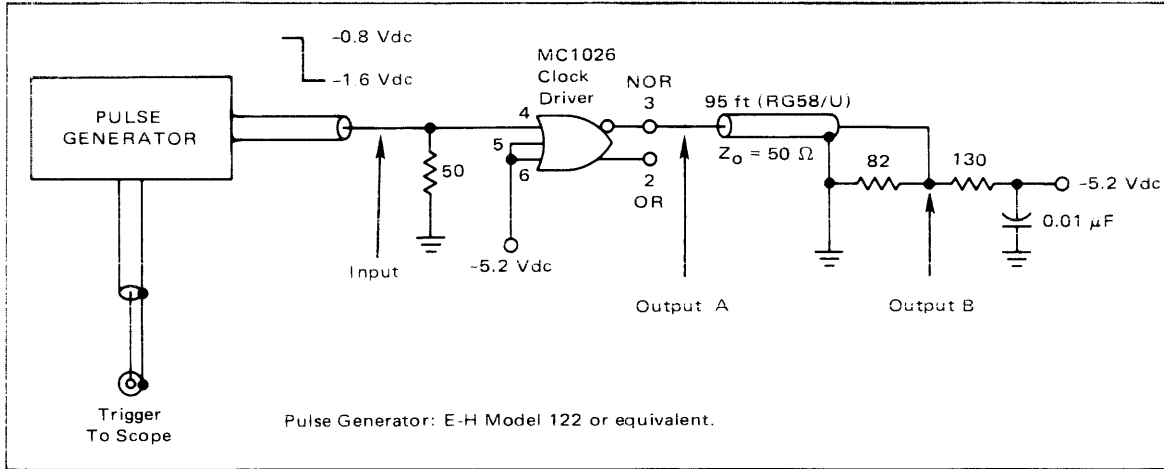 -0.8 Vdc
-1.6 Vdc
PULSE
GENERATOR
MC1026
Clock
Driver
NOR
3
4
5
6
2
OR
50
-5.2 Vdc
95 ft (RG58/U)
Zo = 50 Ω
82
130
-5.2 Vdc
0.01 μF
Input
Output A
Output B
Trigger
To Scope
Pulse Generator: E-H Model 122 or equivalent.